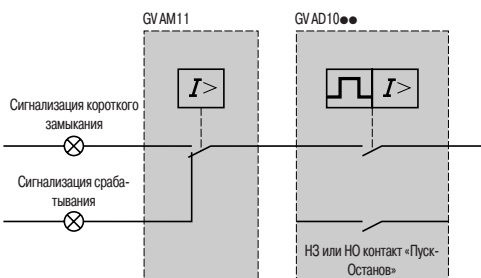 GV AM11
GV AD10●●
I>
I>
Сигнализация короткого
замыкания
Сигнализация сраба-
тывания
НЗ или НО контакт «Пуск-
Останов»